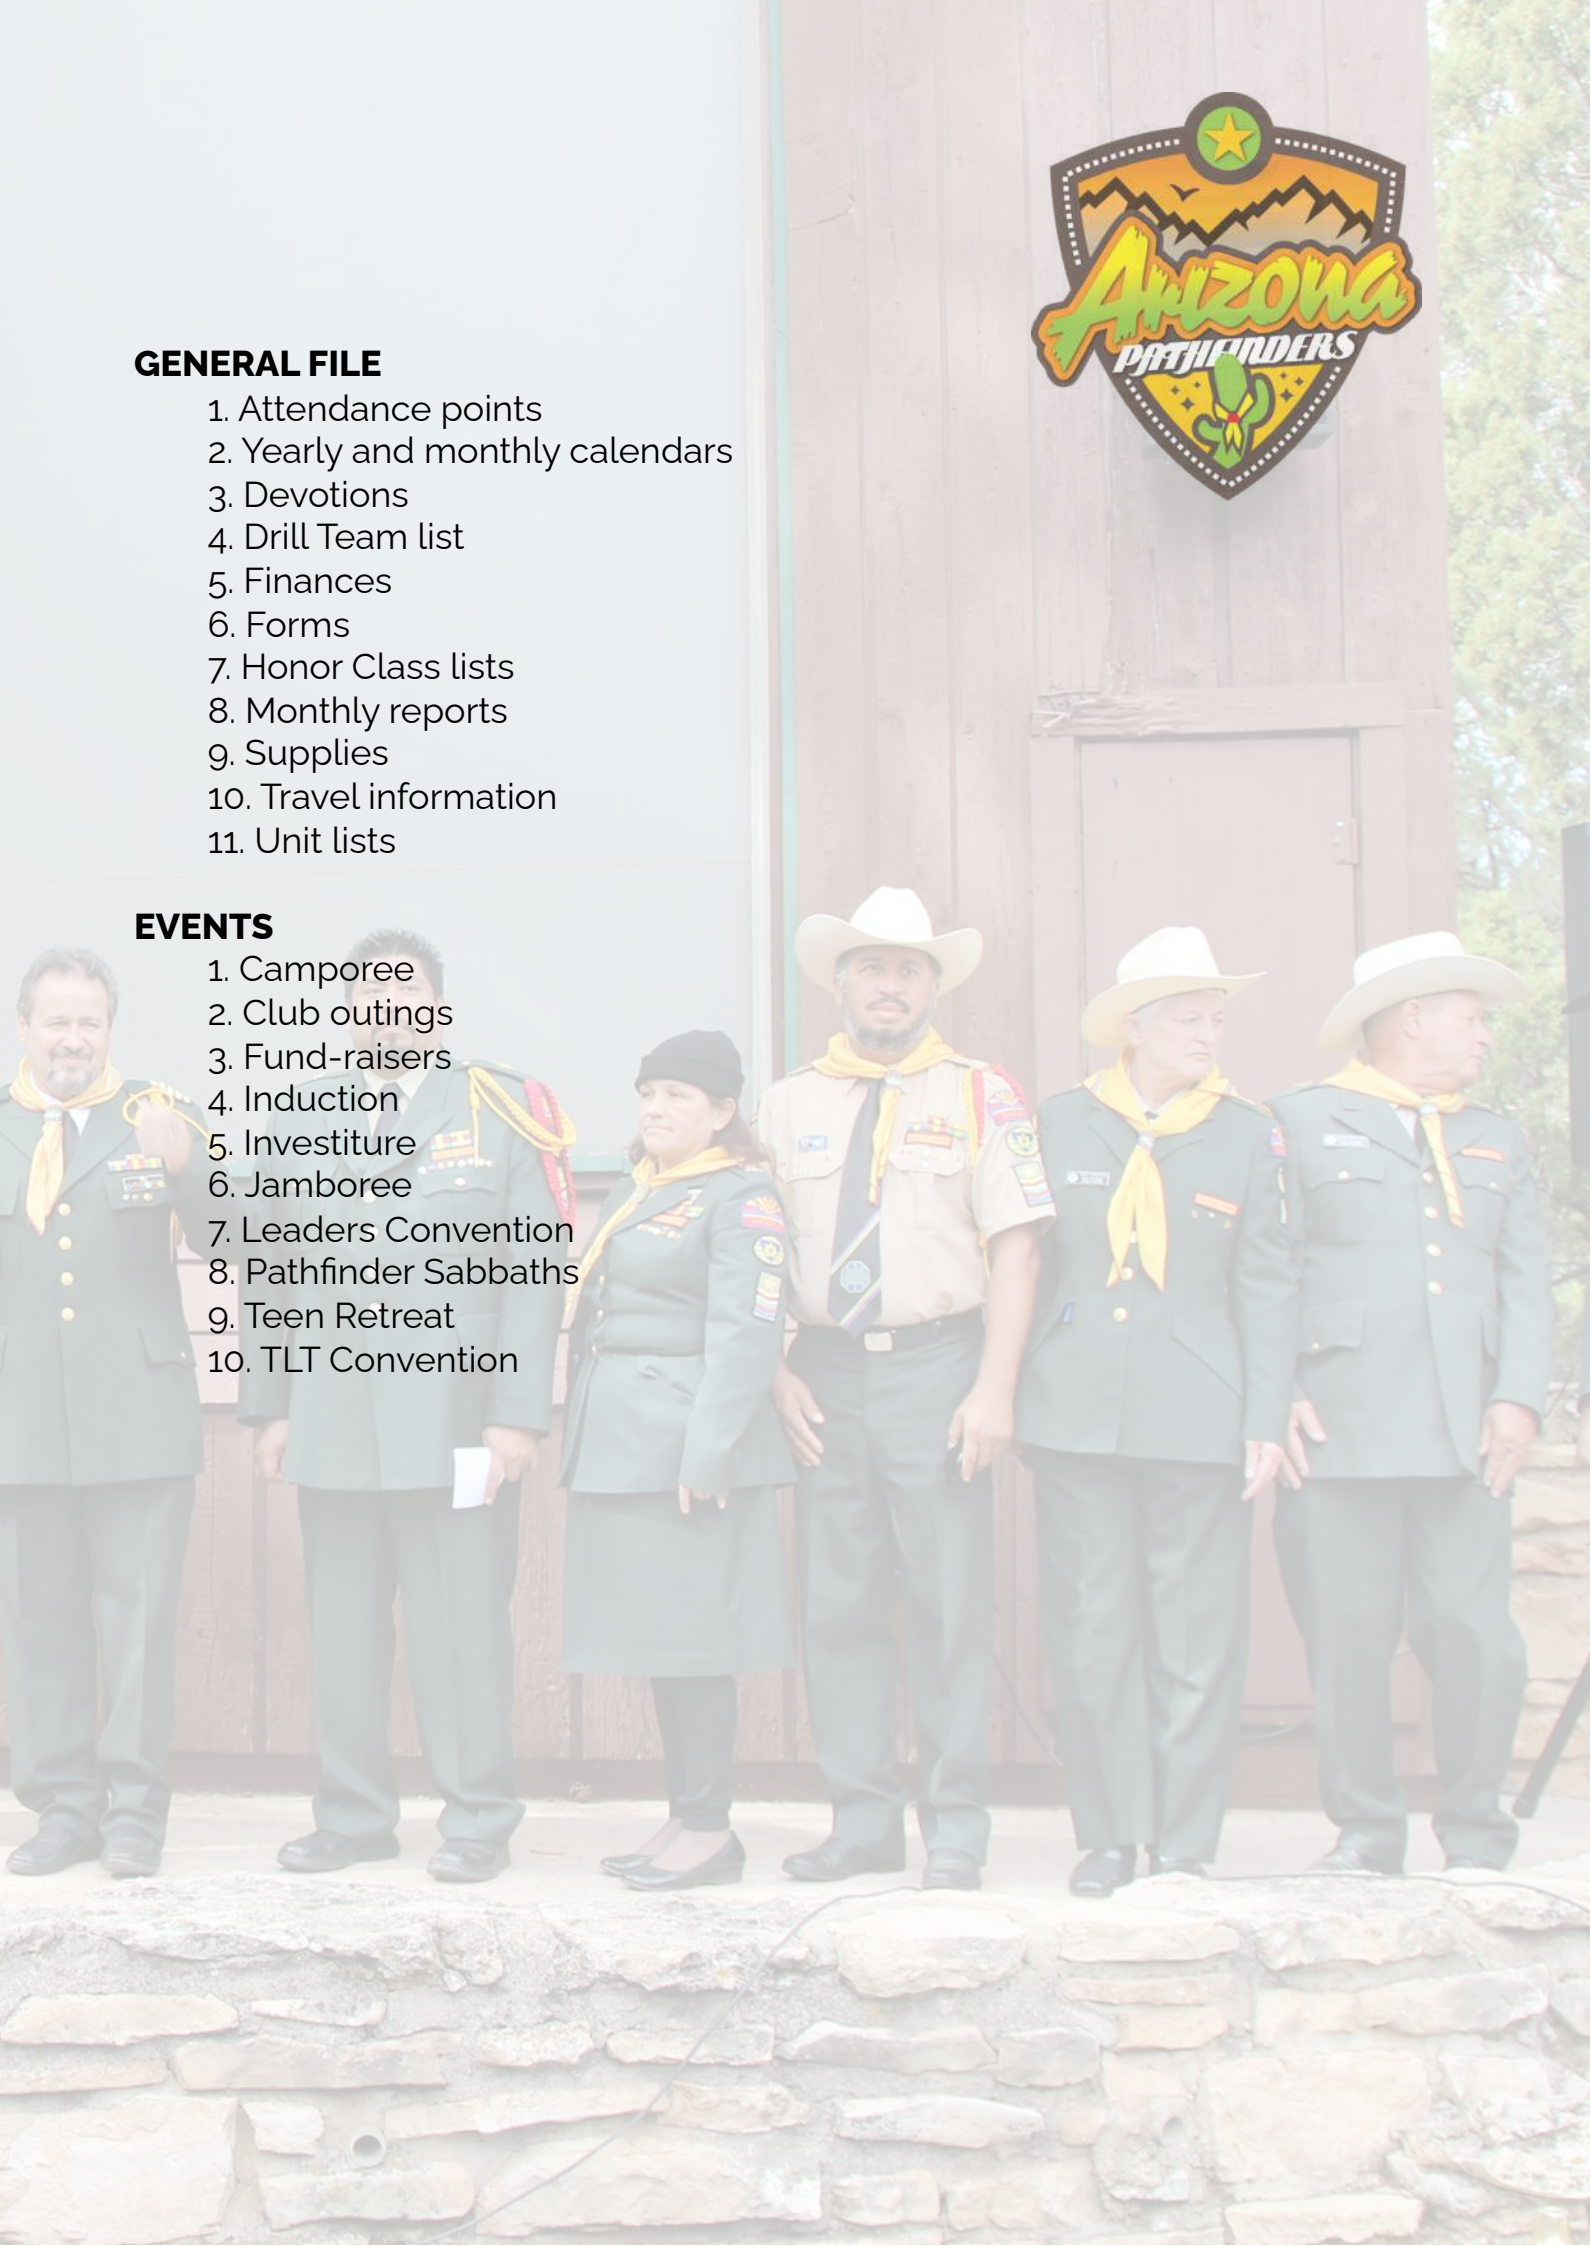 Arizona
PATHFINDERS
GENERAL FILE
1. Attendance points
2. Yearly and monthly calendars
3. Devotions
4. Drill Team list
5. Finances
6. Forms
7. Honor Class lists
8. Monthly reports
9. Supplies
10. Travel information
11. Unit lists
EVENTS
1. Camporee
2. Club outings
3. Fund-raisers
4. Induction
5. Investiture
6. Jamboree
7. Leaders Convention
8. Pathfinder Sabbaths
9. Teen Retreat
10. TLT Convention